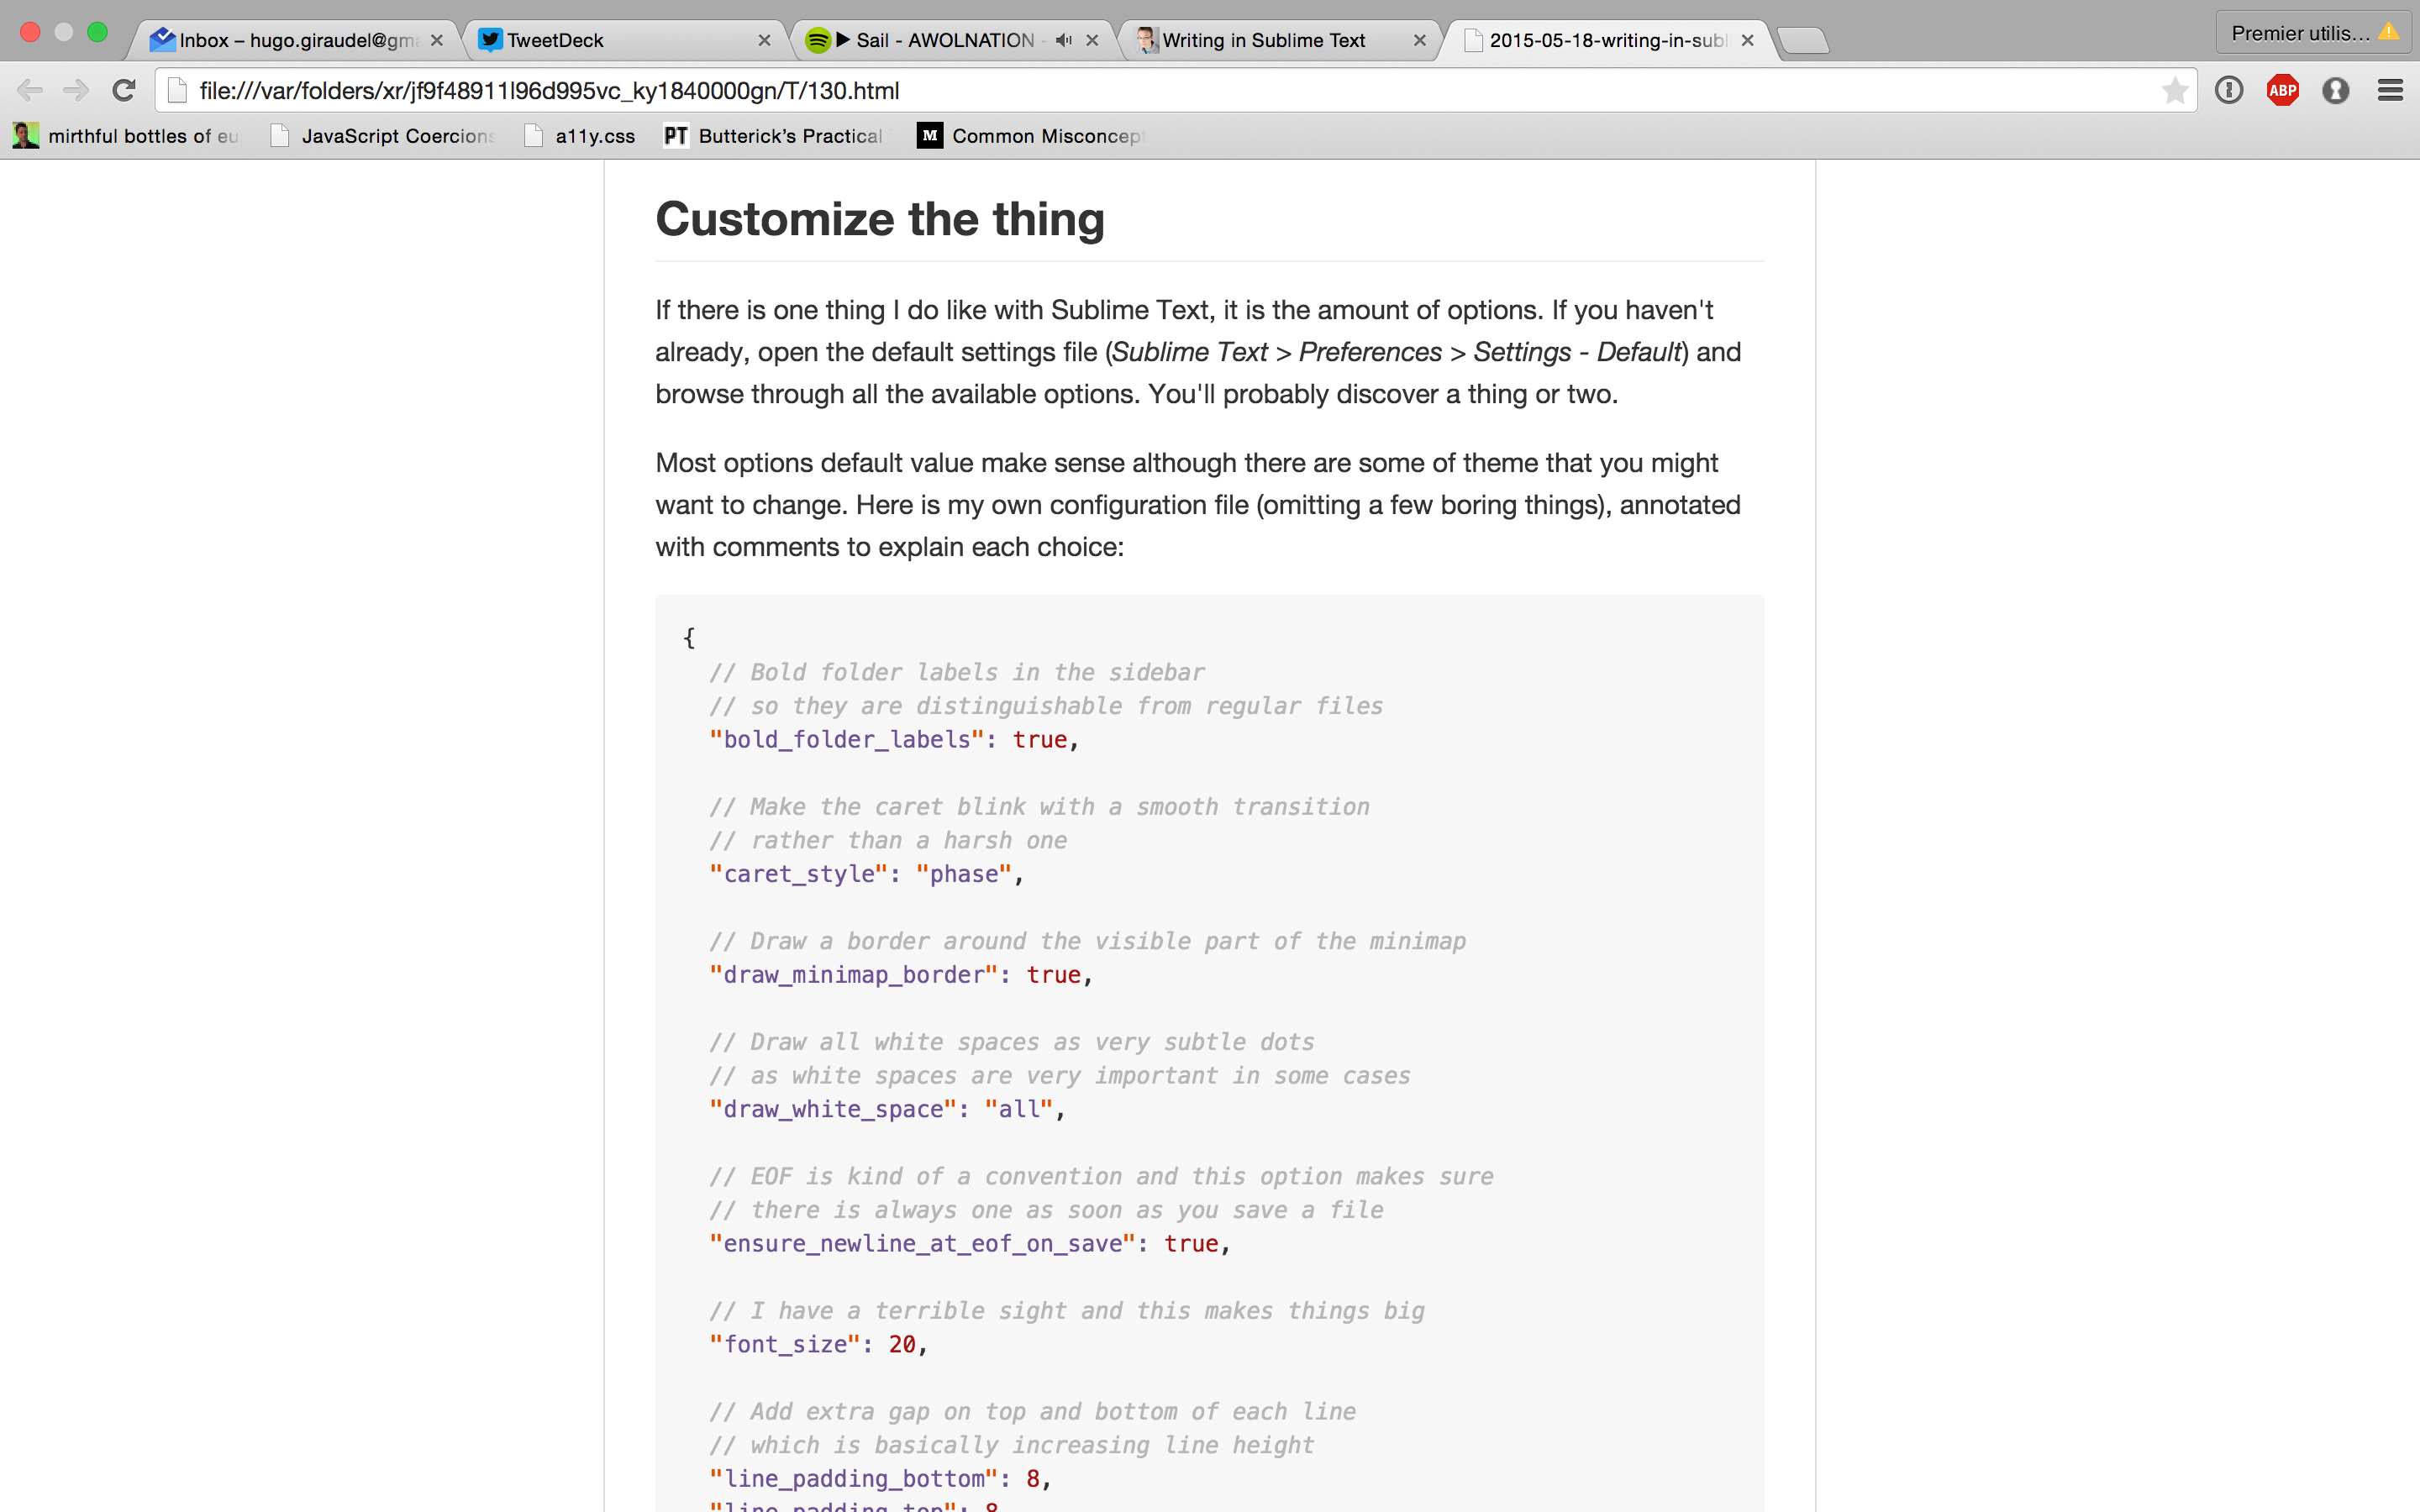 Inbox – hugo.giraudel@gm
TweetDeck
Sail - AWOLNATION -
Writing in Sublime Text
2015-05-18-writing-in-subl
Premier utilis...
file:///var/folders/xr/jf9f48911l96d995vc_ky1840000gn/T/130.html
ABP
mirthful bottles of eu
JavaScript Coercions
a11y.css
PT Butterick’s Practical
M Common Misconcept
Customize the thing
If there is one thing I do like with Sublime Text, it is the amount of options. If you haven't
already, open the default settings file (Sublime Text > Preferences > Settings - Default) and
browse through all the available options. You'll probably discover a thing or two.
Most options default value make sense although there are some of theme that you might
want to change. Here is my own configuration file (omitting a few boring things), annotated
with comments to explain each choice:
{
// Bold folder labels in the sidebar
// so they are distinguishable from regular files
"bold_folder_labels": true,
// Make the caret blink with a smooth transition
// rather than a harsh one
"caret_style": "phase",
// Draw a border around the visible part of the minimap
"draw_minimap_border": true,
// Draw all white spaces as very subtle dots
// as white spaces are very important in some cases
"draw_white_space": "all",
// EOF is kind of a convention and this option makes sure
// there is always one as soon as you save a file
"ensure_newline_at_eof_on_save": true,
// I have a terrible sight and this makes things big
"font_size": 20,
// Add extra gap on top and bottom of each line
// which is basically increasing line height
"line_padding_bottom": 8,
"line_padding_top": 8